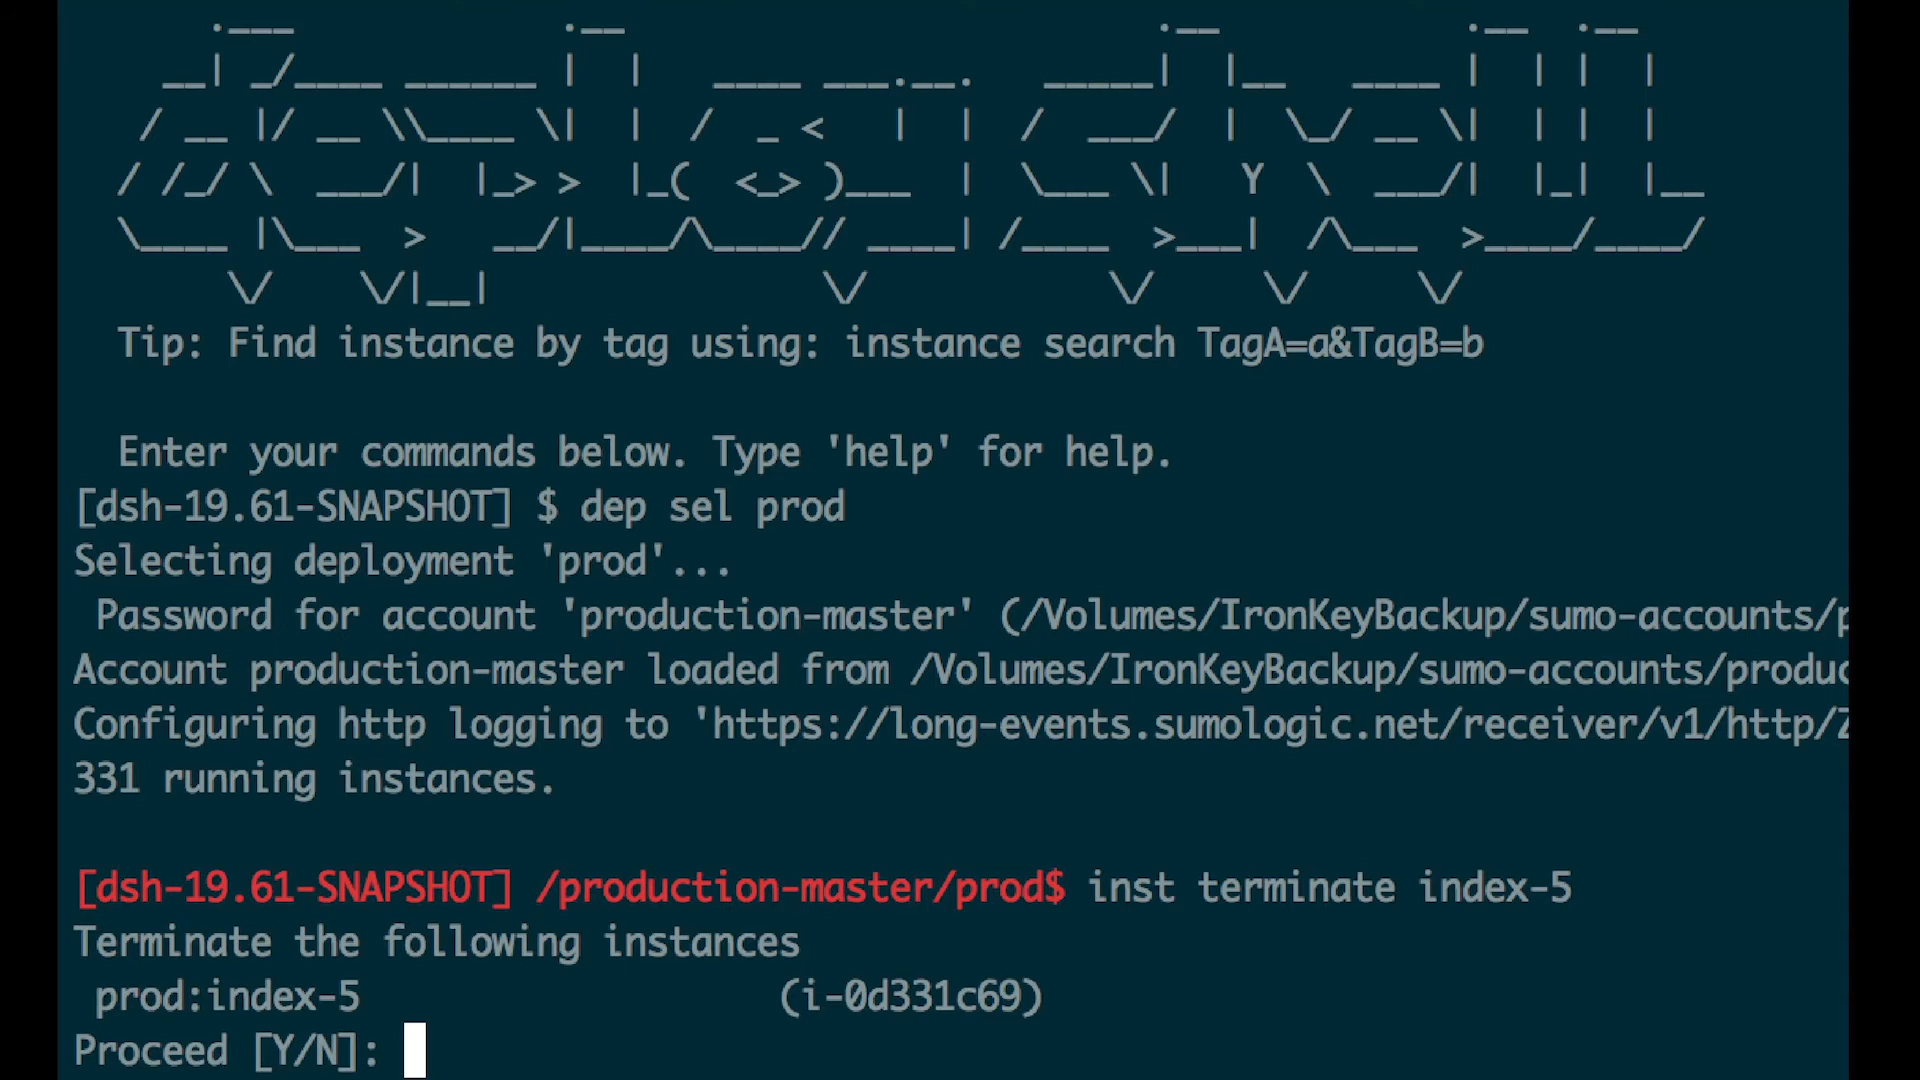 Tip: Find instance by tag using: instance search TagA=a&TagB=b
Enter your commands below. Type 'help' for help.
[dsh-19.61-SNAPSHOT] $ dep sel prod
Selecting deployment 'prod'...
Password for account 'production-master' (/Volumes/IronKeyBackup/sumo-accounts/p
Account production-master loaded from /Volumes/IronKeyBackup/sumo-accounts/produc
Configuring http logging to 'https://long-events.sumologic.net/receiver/v1/http/Z
331 running instances.
[dsh-19.61-SNAPSHOT] /production-master/prod$ inst terminate index-5
Terminate the following instances
prod:index-5 (i-0d331c69)
Proceed [Y/N]: